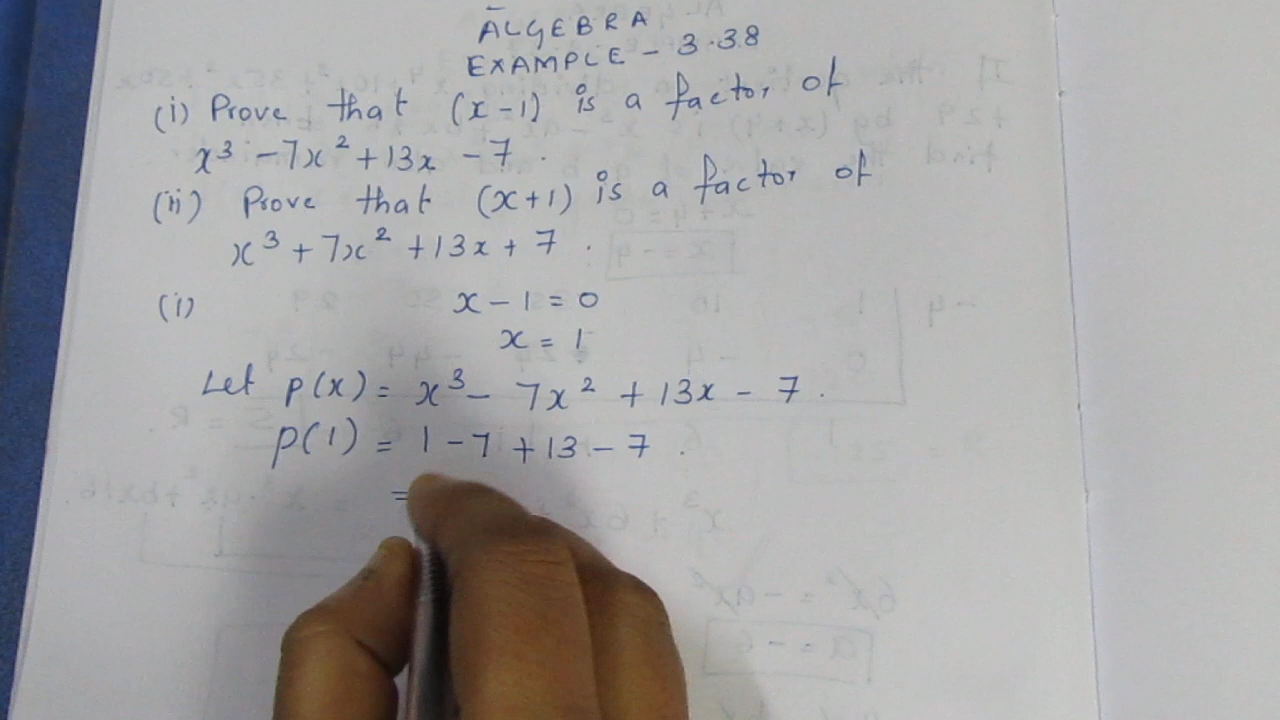 ALGEBRA
EXAMPLE - 3.38
(i) Prove that (x-1) is a factor of
x³ - 7x² + 13x - 7 .
(ii) Prove that (x+1) is a factor of
x³ + 7x² + 13x + 7 .
(i) x - 1 = 0
x = 1
Let p(x) = x³ - 7x² + 13x - 7 .
p(1) = 1 - 7 + 13 - 7 .
=